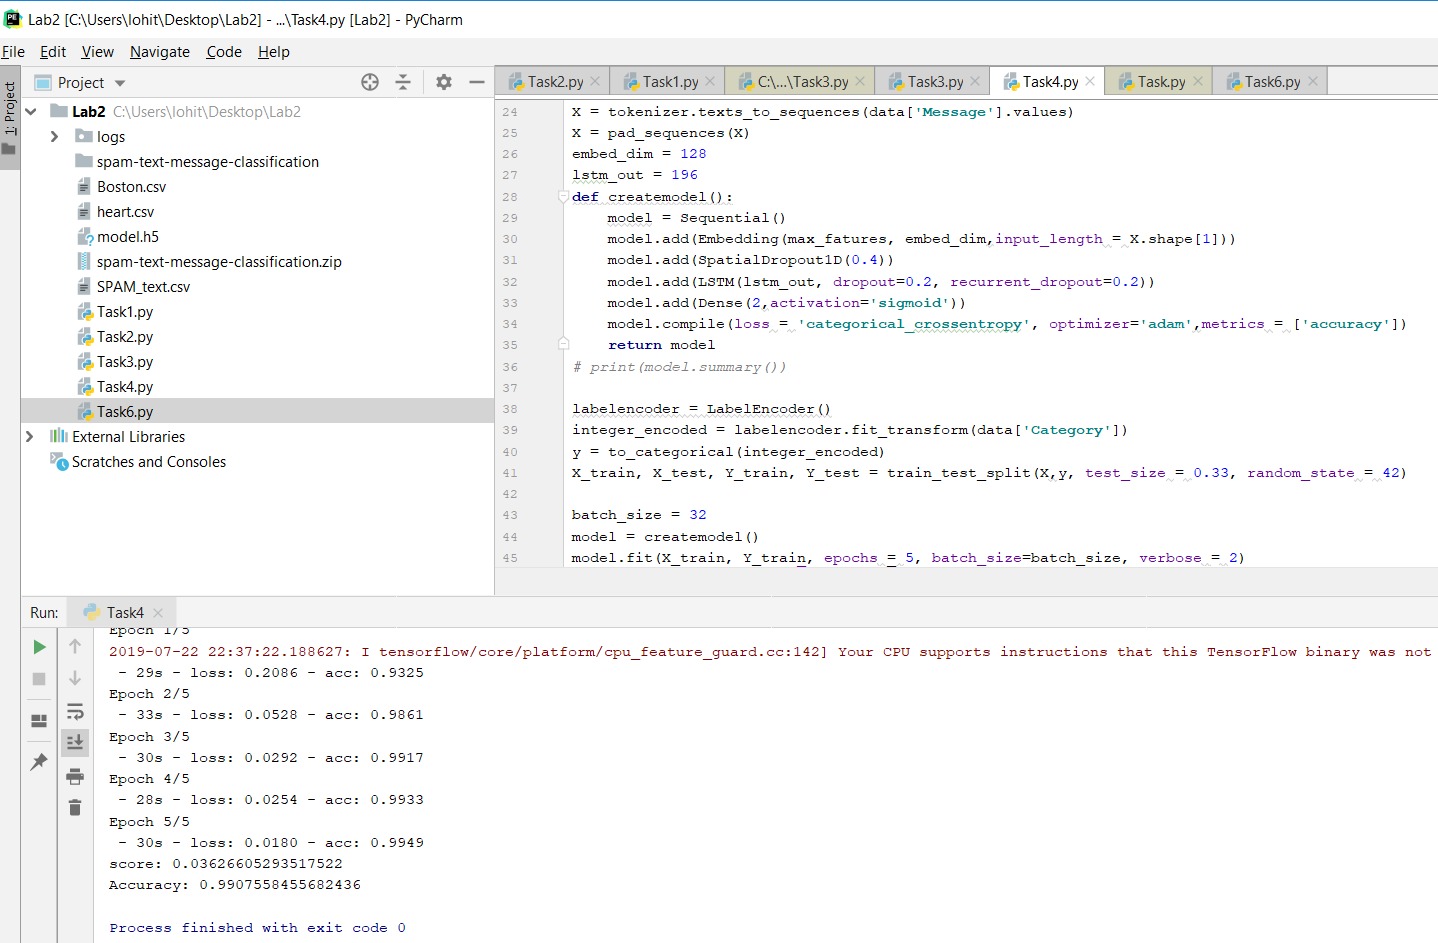 Lab2 [C:\Users\lohit\Desktop\Lab2] - ...\Task4.py [Lab2] - PyCharm
File Edit View Navigate Code Help
1: Project
Project
Lab2 C:\Users\lohit\Desktop\Lab2
logs
spam-text-message-classification
Boston.csv
heart.csv
model.h5
spam-text-message-classification.zip
SPAM_text.csv
Task1.py
Task2.py
Task3.py
Task4.py
Task6.py
External Libraries
Scratches and Consoles
Task2.py Task1.py C:\...\Task3.py Task3.py Task4.py Task.py Task6.py
24 X = tokenizer.texts_to_sequences(data['Message'].values)
25 X = pad_sequences(X)
26 embed_dim = 128
27 lstm_out = 196
28 def createmodel():
29     model = Sequential()
30     model.add(Embedding(max_fatures, embed_dim,input_length = X.shape[1]))
31     model.add(SpatialDropout1D(0.4))
32     model.add(LSTM(lstm_out, dropout=0.2, recurrent_dropout=0.2))
33     model.add(Dense(2,activation='sigmoid'))
34     model.compile(loss = 'categorical_crossentropy', optimizer='adam',metrics = ['accuracy'])
35     return model
36 # print(model.summary())
37
38 labelencoder = LabelEncoder()
39 integer_encoded = labelencoder.fit_transform(data['Category'])
40 y = to_categorical(integer_encoded)
41 X_train, X_test, Y_train, Y_test = train_test_split(X,y, test_size = 0.33, random_state = 42)
42
43 batch_size = 32
44 model = createmodel()
45 model.fit(X_train, Y_train, epochs = 5, batch_size=batch_size, verbose = 2)
Run: Task4
Epoch 1/5
2019-07-22 22:37:22.188627: I tensorflow/core/platform/cpu_feature_guard.cc:142] Your CPU supports instructions that this TensorFlow binary was not
- 29s - loss: 0.2086 - acc: 0.9325
Epoch 2/5
- 33s - loss: 0.0528 - acc: 0.9861
Epoch 3/5
- 30s - loss: 0.0292 - acc: 0.9917
Epoch 4/5
- 28s - loss: 0.0254 - acc: 0.9933
Epoch 5/5
- 30s - loss: 0.0180 - acc: 0.9949
score: 0.03626605293517522
Accuracy: 0.9907558455682436
Process finished with exit code 0